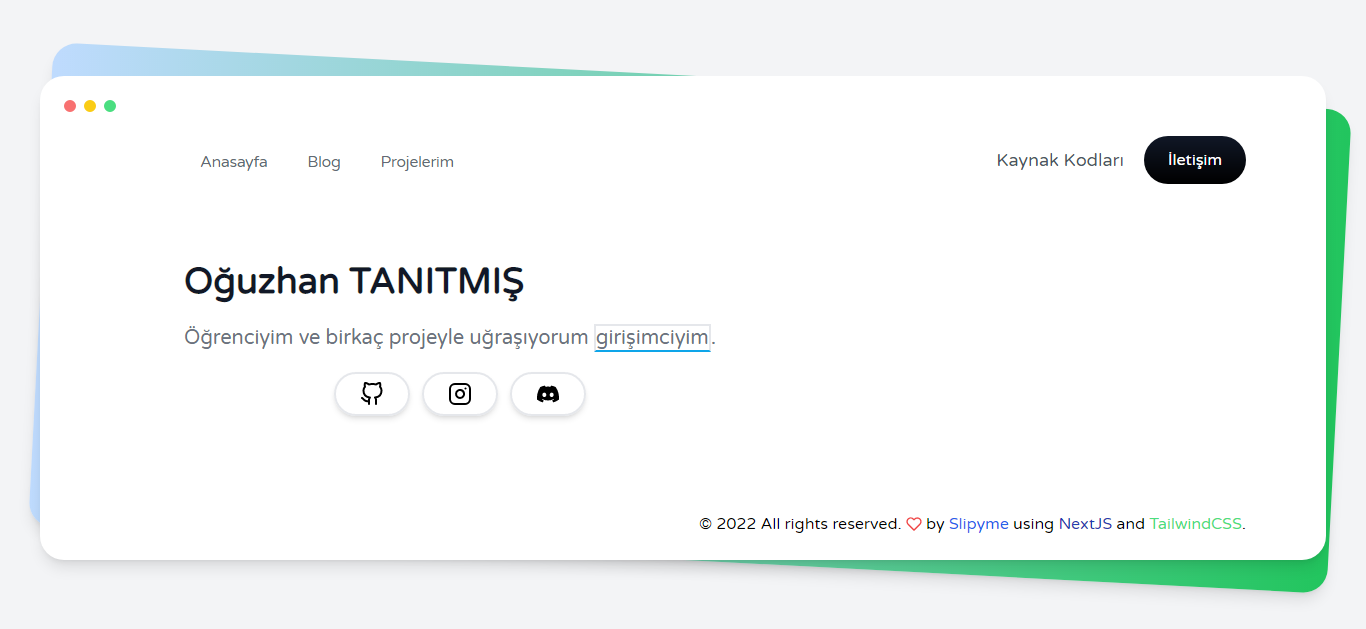 Anasayfa Blog Projelerim Kaynak Kodları İletişim
Oğuzhan TANITMIŞ
Öğrenciyim ve birkaç projeyle uğraşıyorum girişimciyim.
© 2022 All rights reserved. by Slipyme using NextJS and TailwindCSS.